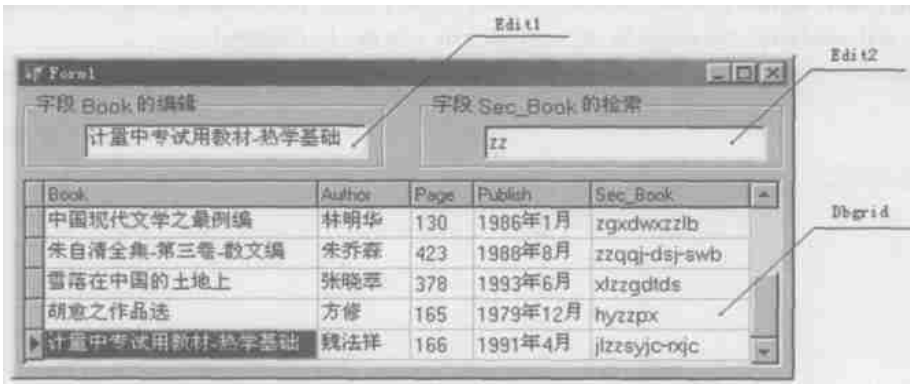 Edit1
Edit2
Form1
字段 Book 的编辑
字段 Sec_Book 的检索
计量中专试用教材-热学基础
zz
Book Author Page Publish Sec_Book
中国现代文学之最例编 林明华 130 1986年1月 zgxdwxzzlb
朱自清全集-第三卷-散文编 朱乔森 423 1988年8月 zzqqj-dsj-swb
雪落在中国的土地上 张晓萃 378 1993年6月 xlzzgdtds
胡愈之作品选 方修 165 1979年12月 hyzzpx
计量中专试用教材-热学基础 魏法祥 166 1991年4月 jlzzsyjc-rxjc
Dbgrid